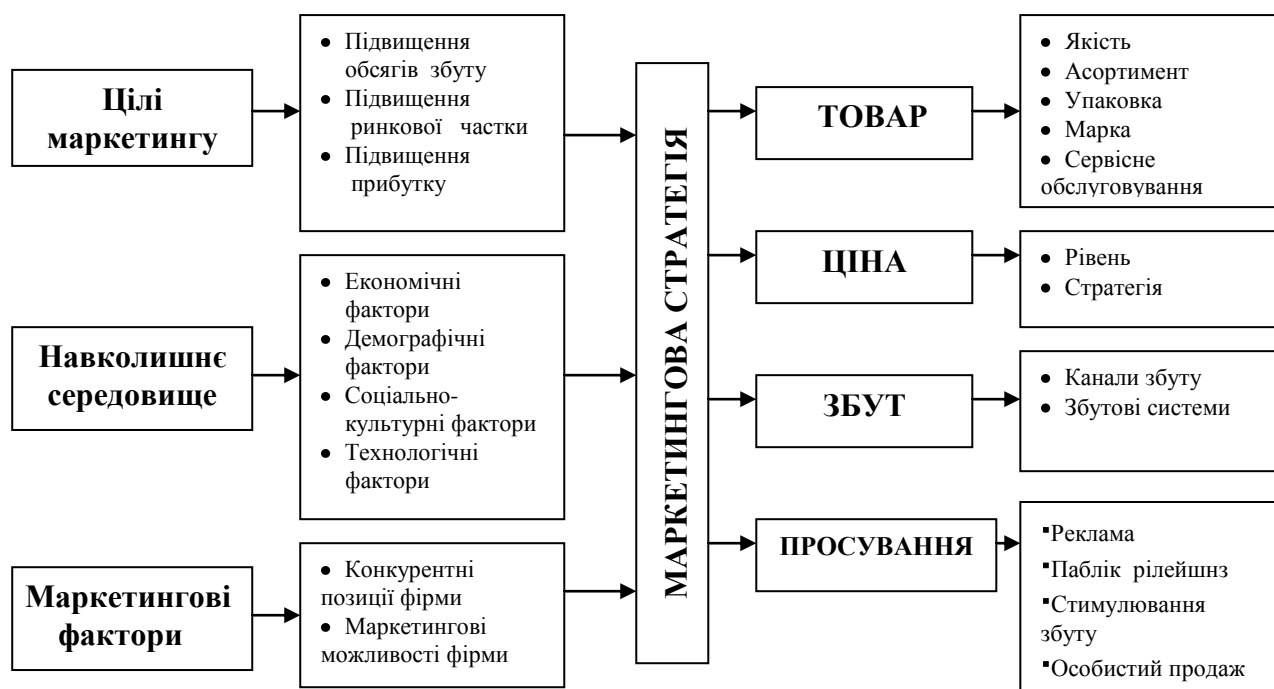 Цілі
маркетингу
• Підвищення
обсягів збуту
• Підвищення
ринкової частки
• Підвищення
прибутку
Навколишнє
середовище
• Економічні
фактори
• Демографічні
фактори
• Соціально-
культурні фактори
• Технологічні
фактори
Маркетингові
фактори
• Конкурентні
позиції фірми
• Маркетингові
можливості фірми
МАРКЕТИНГОВА СТРАТЕГІЯ
ТОВАР
• Якість
• Асортимент
• Упаковка
• Марка
• Сервісне
обслуговування
ЦІНА
• Рівень
• Стратегія
ЗБУТ
• Канали збуту
• Збутові системи
ПРОСУВАННЯ
▪Реклама
▪Паблік рілейшнз
▪Стимулювання
збуту
▪Особистий продаж